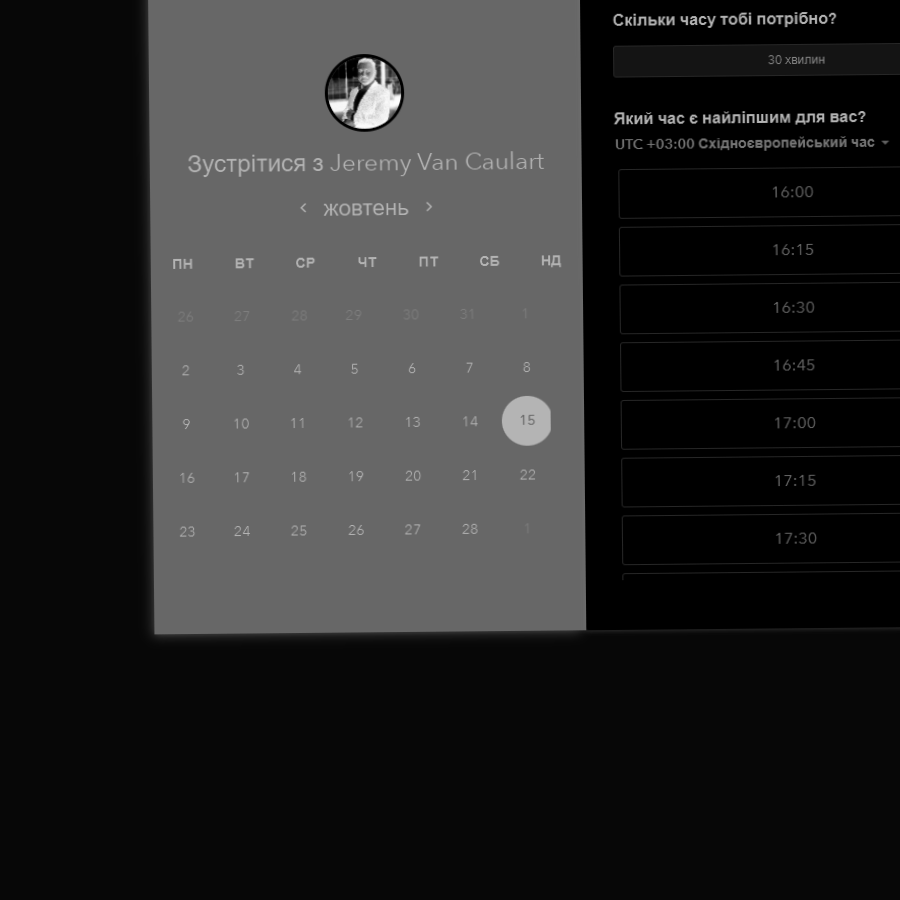 Зустрітися з Jeremy Van Caulart
жовтень
ПН ВТ СР ЧТ ПТ СБ НД
26 27 28 29 30 31 1
2 3 4 5 6 7 8
9 10 11 12 13 14 15
16 17 18 19 20 21 22
23 24 25 26 27 28 1
Скільки часу тобі потрібно?
30 хвилин
Який час є найліпшим для вас?
UTC +03:00 Східноєвропейський час
16:00
16:15
16:30
16:45
17:00
17:15
17:30